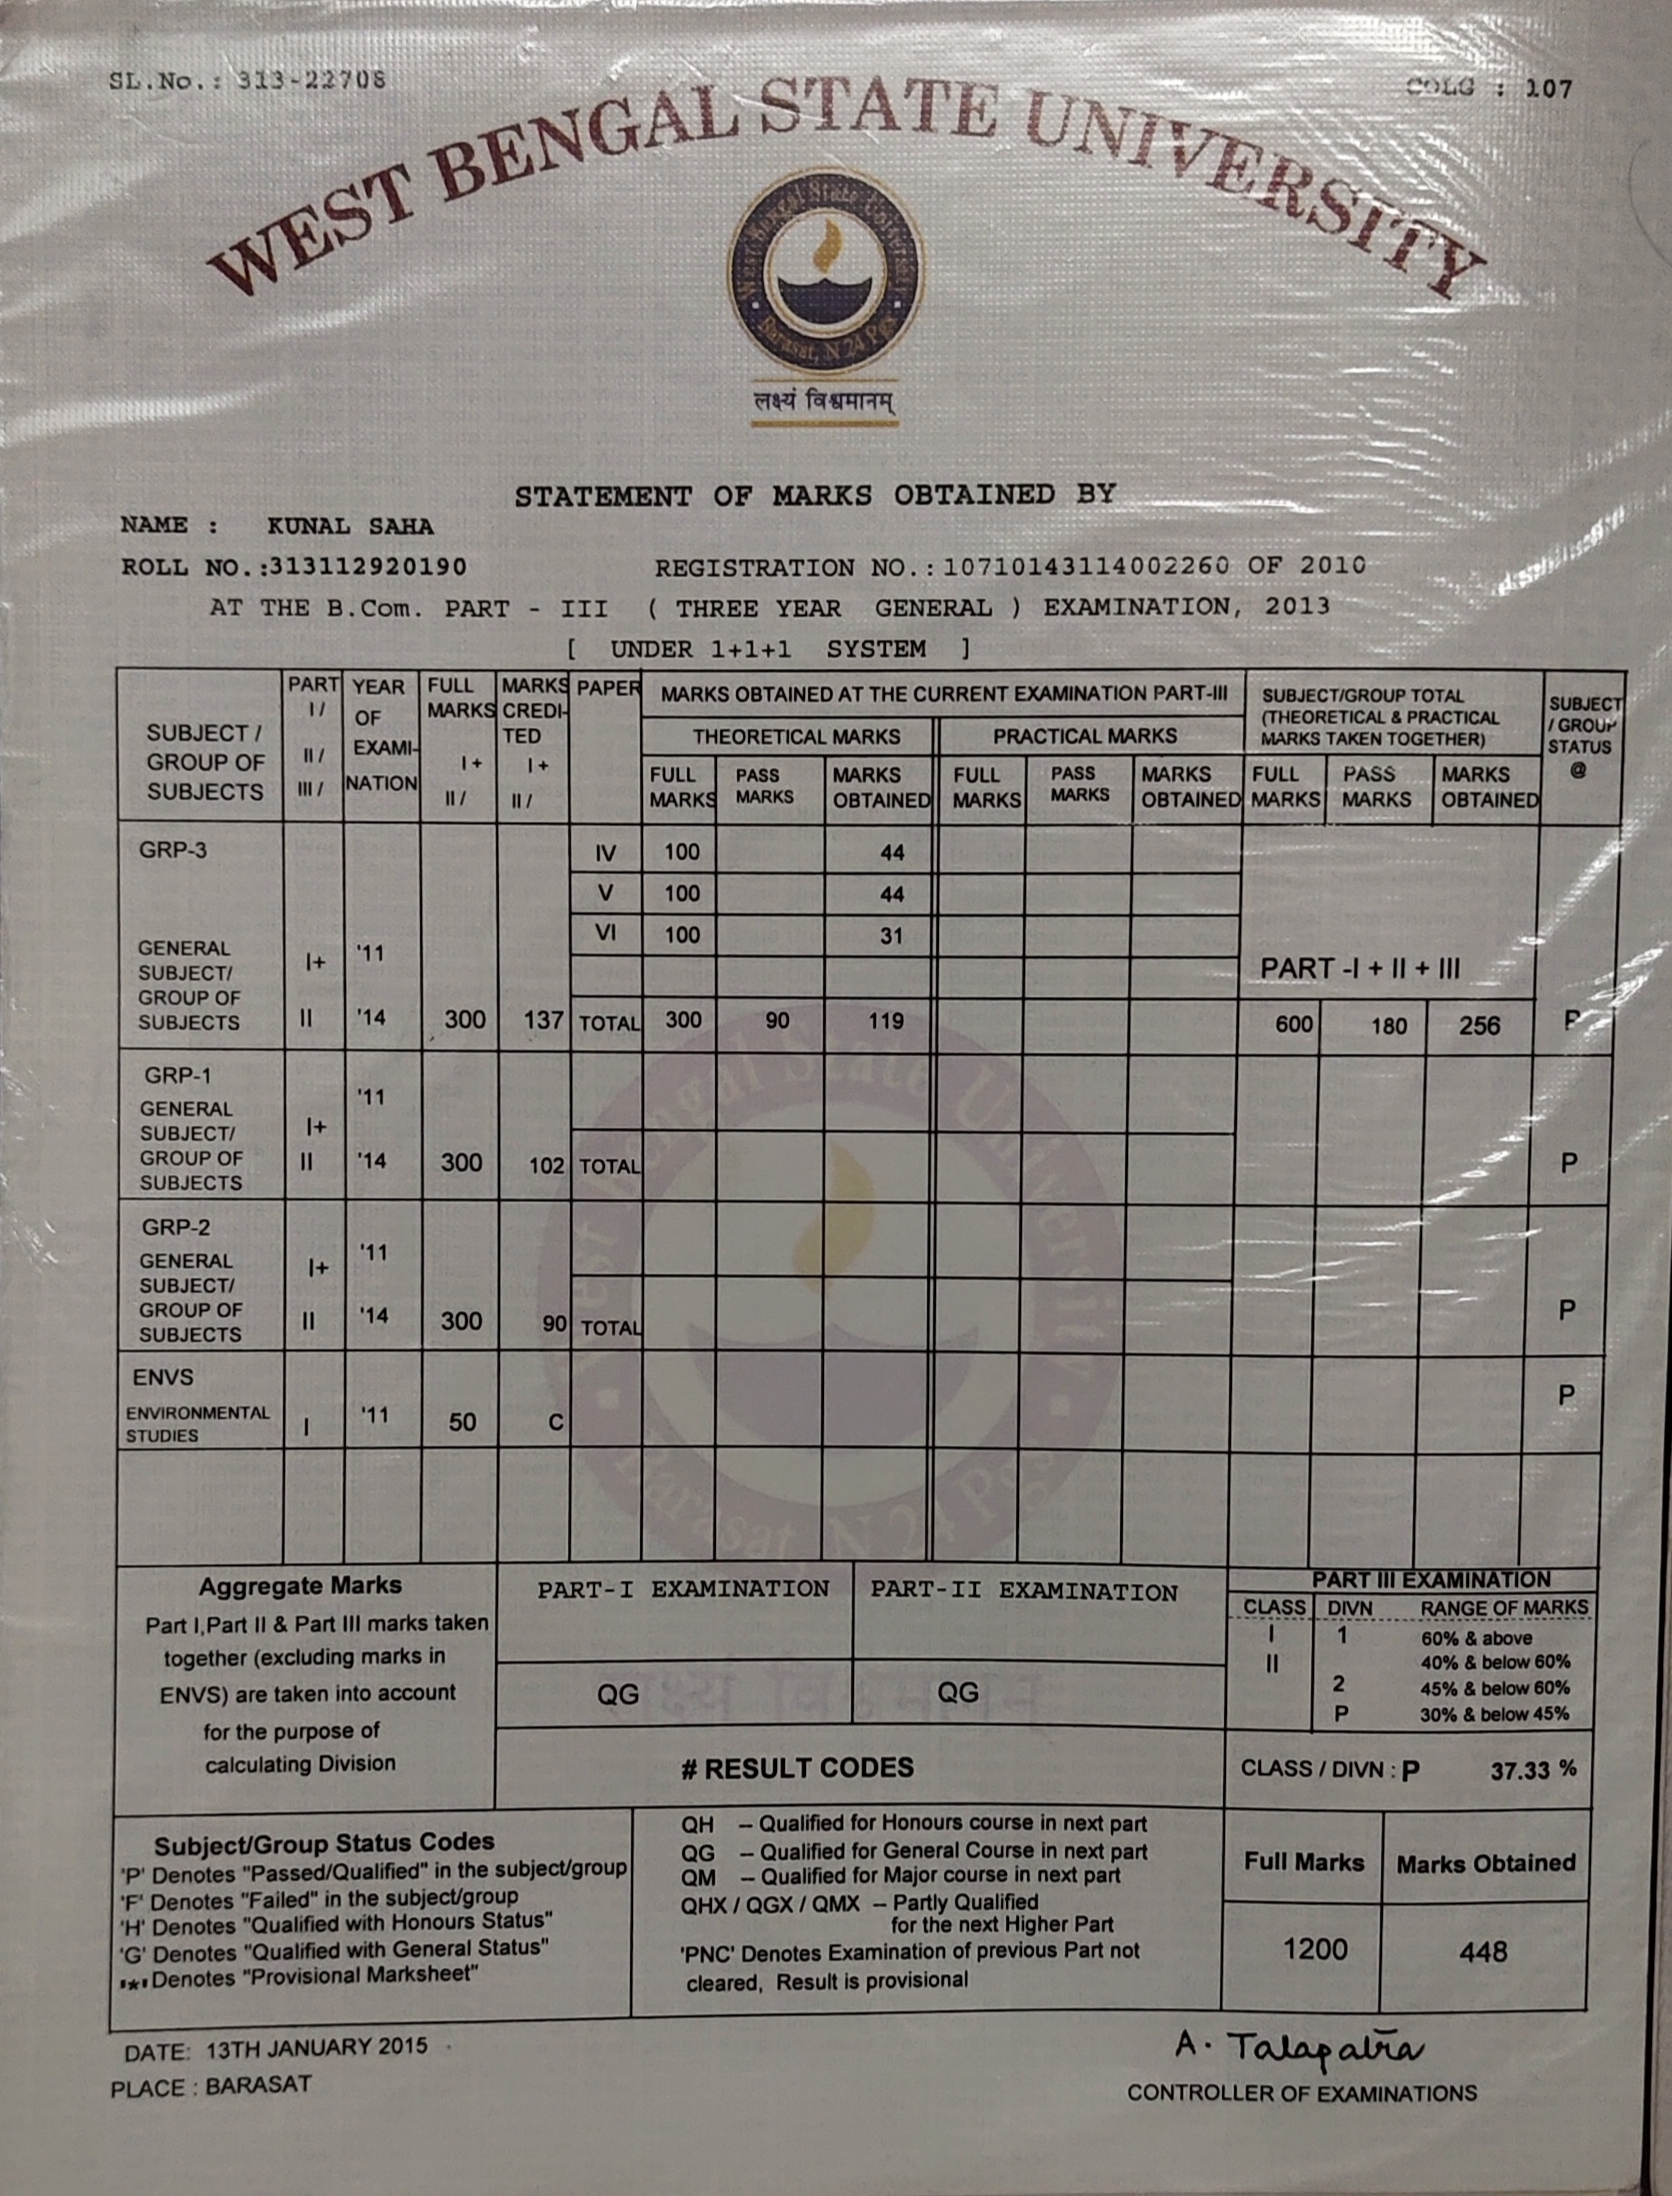 SL.No.: 313-22708
COLG : 107
WEST BENGAL STATE UNIVERSITY
West Bengal State University
Barasat, N 24 Pgs
लक्ष्यं विश्वमानम्
STATEMENT OF MARKS OBTAINED BY
NAME : KUNAL SAHA
ROLL NO.:313112920190 REGISTRATION NO.:10710143114002260 OF 2010
AT THE B.Com. PART - III ( THREE YEAR GENERAL ) EXAMINATION, 2013
[ UNDER 1+1+1 SYSTEM ]
SUBJECT / GROUP OF SUBJECTS
PART I / II / III /
YEAR OF EXAMI- NATION
FULL MARKS I + II /
MARKS CREDI- TED I + II /
PAPER
MARKS OBTAINED AT THE CURRENT EXAMINATION PART-III
THEORETICAL MARKS
PRACTICAL MARKS
FULL MARKS PASS MARKS MARKS OBTAINED FULL MARKS PASS MARKS MARKS OBTAINED
SUBJECT/GROUP TOTAL
(THEORETICAL & PRACTICAL
MARKS TAKEN TOGETHER)
FULL MARKS PASS MARKS MARKS OBTAINED
SUBJECT / GROUP STATUS @
GRP-3 IV 100 44
V 100 44
VI 100 31
GENERAL
SUBJECT/ I+ '11
PART -I + II + III
GROUP OF
SUBJECTS II '14 300 137 TOTAL 300 90 119 600 180 256 P
GRP-1
'11
GENERAL
SUBJECT/ I+
GROUP OF II '14 300 102 TOTAL P
SUBJECTS
GRP-2
GENERAL I+ '11
SUBJECT/
GROUP OF II '14 300 90 TOTAL P
SUBJECTS
ENVS P
ENVIRONMENTAL I '11 50 C
STUDIES
Aggregate Marks
Part I,Part II & Part III marks taken
together (excluding marks in
ENVS) are taken into account
for the purpose of
calculating Division
PART-I EXAMINATION PART-II EXAMINATION
QG QG
# RESULT CODES
PART III EXAMINATION
CLASS DIVN RANGE OF MARKS
I 1 60% & above
II 40% & below 60%
2 45% & below 60%
P 30% & below 45%
CLASS / DIVN : P 37.33 %
Subject/Group Status Codes
'P' Denotes "Passed/Qualified" in the subject/group
'F' Denotes "Failed" in the subject/group
'H' Denotes "Qualified with Honours Status"
'G' Denotes "Qualified with General Status"
'*' Denotes "Provisional Marksheet"
QH – Qualified for Honours course in next part
QG – Qualified for General Course in next part
QM – Qualified for Major course in next part
QHX / QGX / QMX – Partly Qualified
for the next Higher Part
'PNC' Denotes Examination of previous Part not
cleared, Result is provisional
Full Marks Marks Obtained
1200 448
DATE: 13TH JANUARY 2015
PLACE : BARASAT
A. Talapatra
CONTROLLER OF EXAMINATIONS